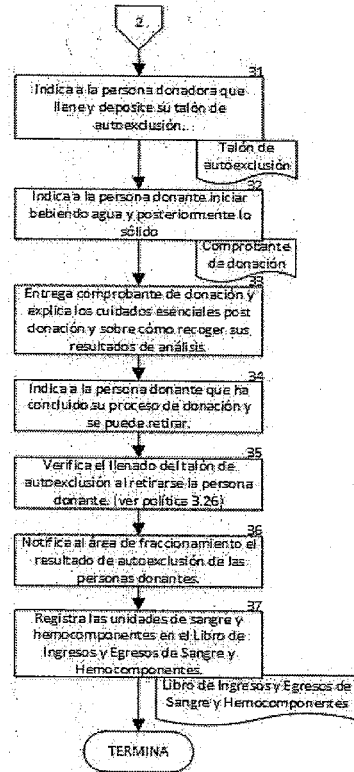 2
31
Indica a la persona donadora que
llene y deposite su talón de
autoexclusión.
Talón de
autoexclusión
32
Indica a la persona donante iniciar
bebiendo agua y posteriormente lo
sólido
Comprobante
de donación
33
Entrega comprobante de donación y
explica los cuidados esenciales post
donación y sobre cómo recoger sus
resultados de análisis.
34
Indica a la persona donante que ha
concluido su proceso de donación y
se puede retirar.
35
Verifica el llenado del talón de
autoexclusión al retirarse la persona
donante. (ver política 3.26)
36
Notifica al área de fraccionamiento el
resultado de autoexclusión de las
personas donantes.
37
Registra las unidades de sangre y
hemocomponentes en el Libro de
Ingresos y Egresos de Sangre y
Hemocomponentes.
Libro de Ingresos y Egresos de
Sangre y Hemocomponentes
TERMINA